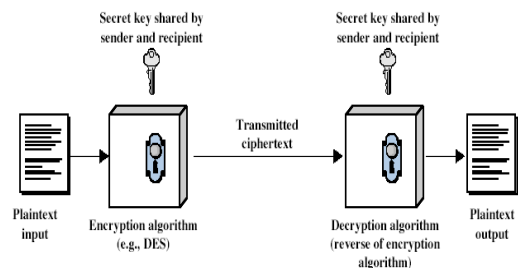 Secret key shared by
sender and recipient
Secret key shared by
sender and recipient
Transmitted
ciphertext
Plaintext
input
Encryption algorithm
(e.g., DES)
Decryption algorithm
(reverse of encryption
algorithm)
Plaintext
output